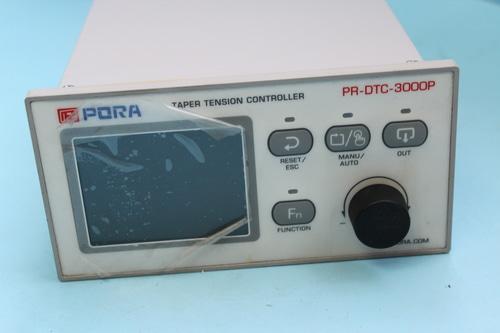 PORA
TAPER TENSION CONTROLLER
PR-DTC-3000P
RESET/
ESC
MANU/
AUTO
OUT
Fn
FUNCTION